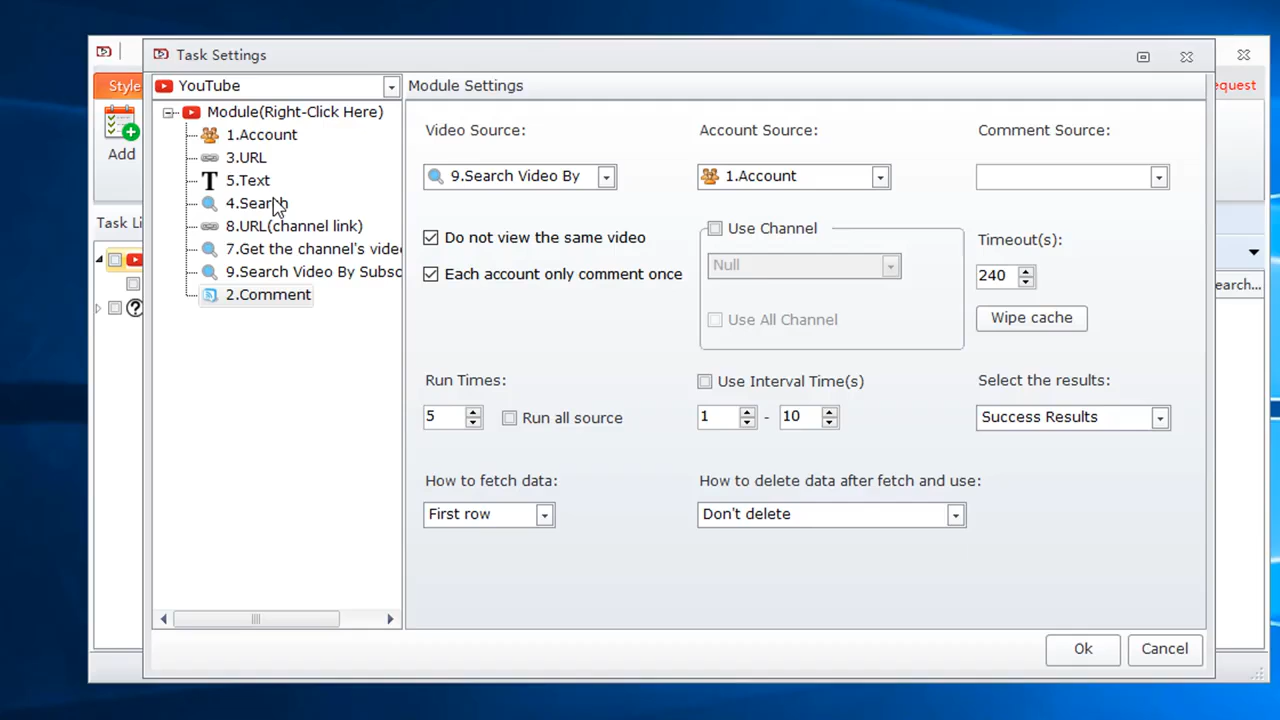 Task Settings
Style
equest
YouTube
Module Settings
Module(Right-Click Here)
1.Account
3.URL
5.Text
4.Search
8.URL(channel link)
7.Get the channel's vide
9.Search Video By Subsc
2.Comment
Add
Task Li
earch...
Video Source:
Account Source:
Comment Source:
9.Search Video By
1.Account
Do not view the same video
Use Channel
Timeout(s):
Null
Each account only comment once
240
Use All Channel
Wipe cache
Run Times:
Use Interval Time(s)
Select the results:
5
Run all source
1 - 10
Success Results
How to fetch data:
How to delete data after fetch and use:
First row
Don't delete
Ok
Cancel